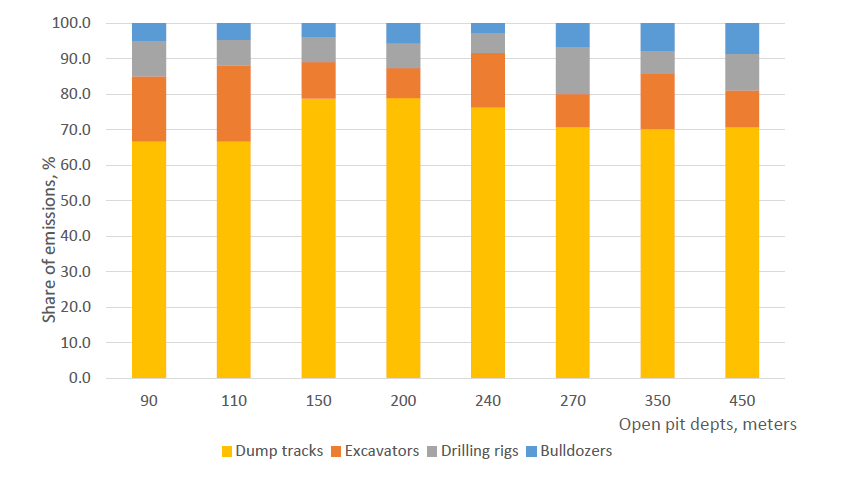 100.0
90.0
80.0
70.0
60.0
50.0
40.0
30.0
20.0
10.0
0.0
Share of emissions, %
90 110 150 200 240 270 350 450
Open pit depts, meters
Dump tracks Excavators Drilling rigs Bulldozers